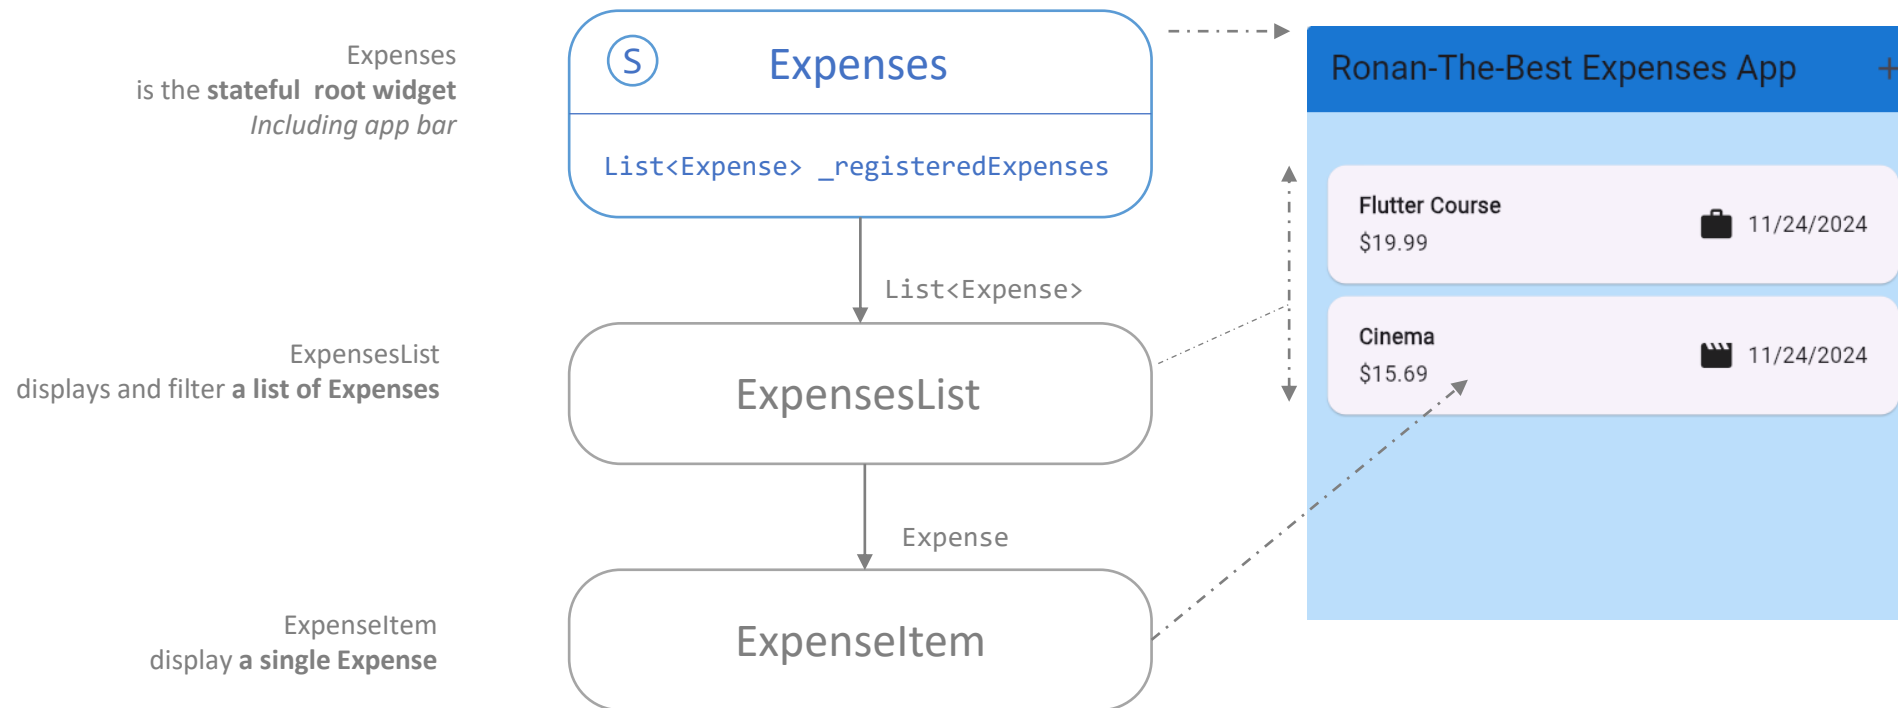 Expenses
is the stateful root widget
Including app bar
S
Expenses
List<Expense> _registeredExpenses
List<Expense>
ExpensesList
displays and filter a list of Expenses
ExpensesList
Expense
ExpenseItem
display a single Expense
ExpenseItem
Ronan-The-Best Expenses App +
Flutter Course
$19.99
11/24/2024
Cinema
$15.69
11/24/2024